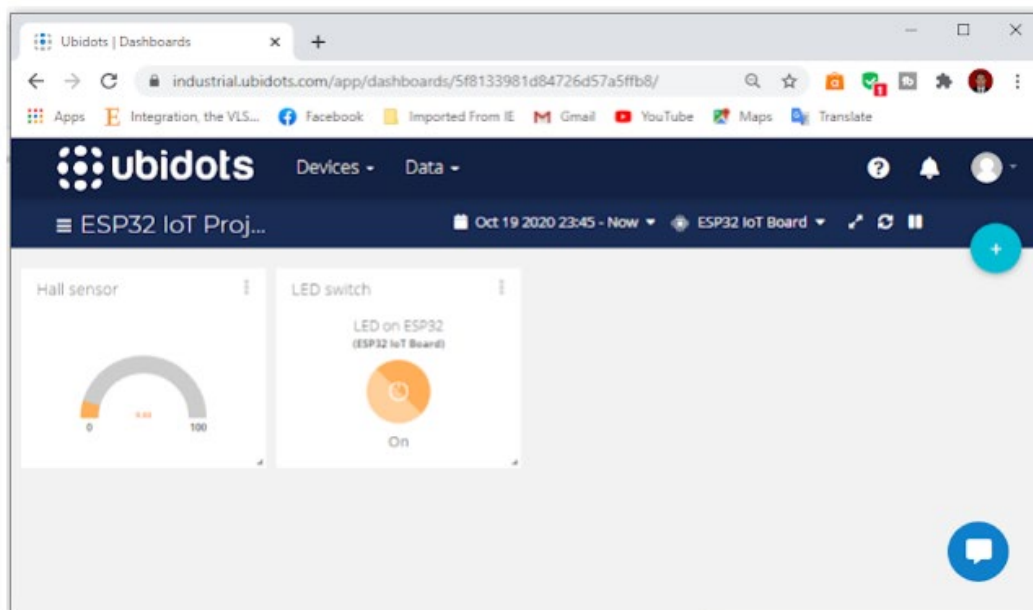 Ubidots | Dashboards
industrial.ubidots.com/app/dashboards/5f8133981d84726d57a5ffb8/
Apps Integration, the VLS... Facebook Imported From IE Gmail YouTube Maps Translate
ubidots Devices Data
ESP32 IoT Proj... Oct 19 2020 23:45 - Now ESP32 IoT Board
Hall sensor
0
100
LED switch
LED on ESP32
(ESP32 IoT Board)
On